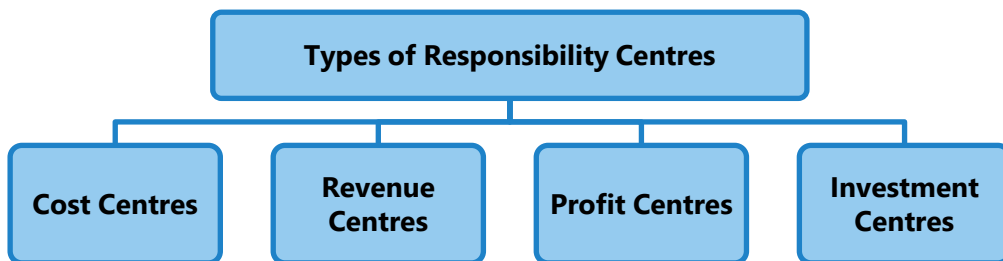 Types of Responsibility Centres
Cost Centres
Revenue
Centres
Profit Centres
Investment
Centres